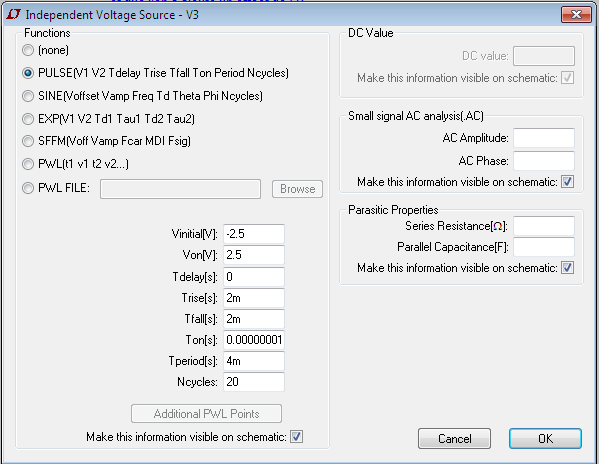 Independent Voltage Source - V3
Functions
(none)
PULSE(V1 V2 Tdelay Trise Tfall Ton Period Ncycles)
SINE(Voffset Vamp Freq Td Theta Phi Ncycles)
EXP(V1 V2 Td1 Tau1 Td2 Tau2)
SFFM(Voff Vamp Fcar MDI Fsig)
PWL(t1 v1 t2 v2...)
PWL FILE:
Browse
Vinitial[V]: -2.5
Von[V]: 2.5
Tdelay[s]: 0
Trise[s]: 2m
Tfall[s]: 2m
Ton[s]: 0.00000001
Tperiod[s]: 4m
Ncycles: 20
Additional PWL Points
Make this information visible on schematic:
DC Value
DC value:
Make this information visible on schematic:
Small signal AC analysis(.AC)
AC Amplitude:
AC Phase:
Make this information visible on schematic:
Parasitic Properties
Series Resistance[Ω]:
Parallel Capacitance[F]:
Make this information visible on schematic:
Cancel
OK